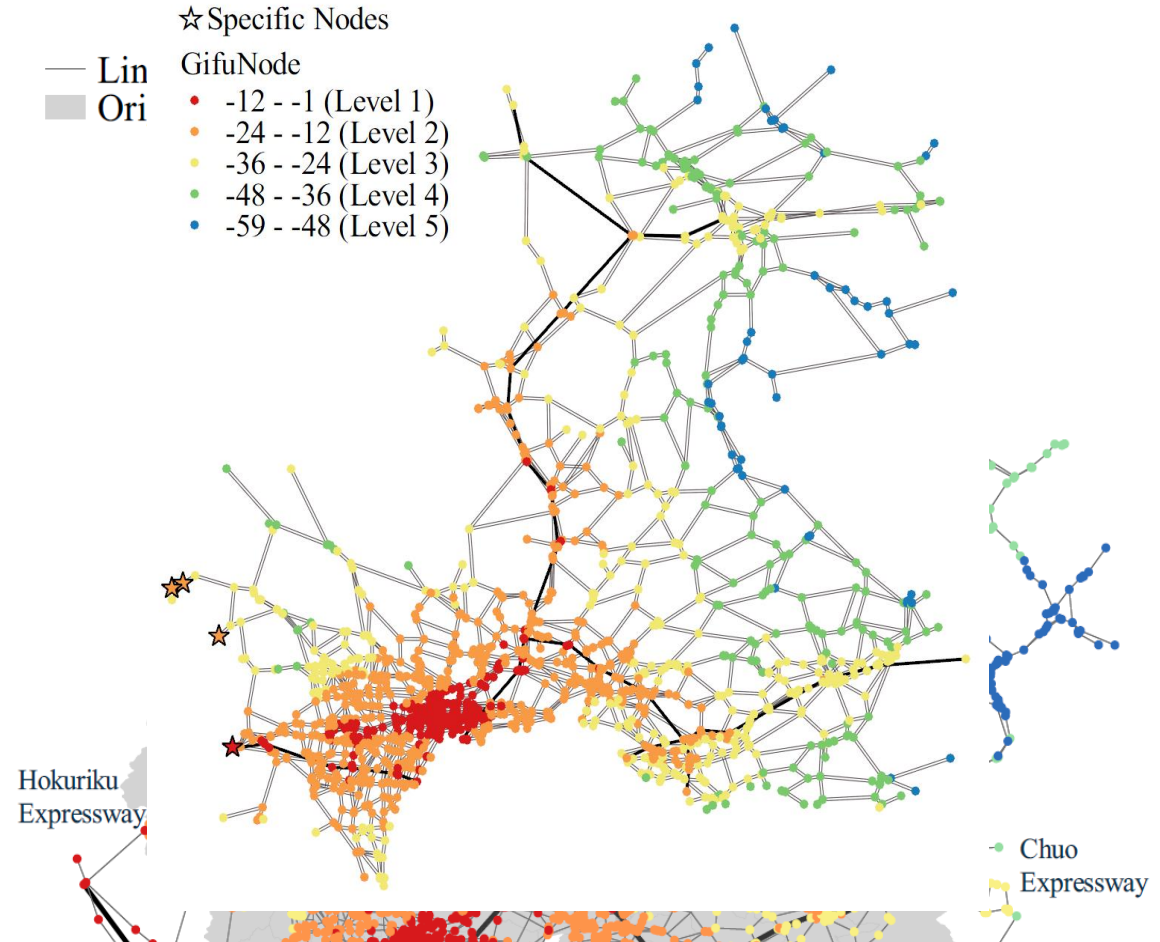 ☆ Specific Nodes
Lin
GifuNode
Ori
-12 - -1 (Level 1)
-24 - -12 (Level 2)
-36 - -24 (Level 3)
-48 - -36 (Level 4)
-59 - -48 (Level 5)
Hokuriku
Expressway
Chuo
Expressway